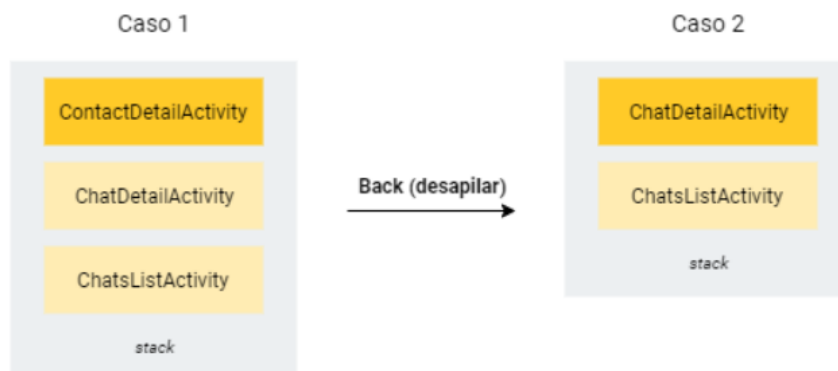 Caso 1
Caso 2
ContactDetailActivity
ChatDetailActivity
ChatsListActivity
stack
Back (desapilar)
ChatDetailActivity
ChatsListActivity
stack